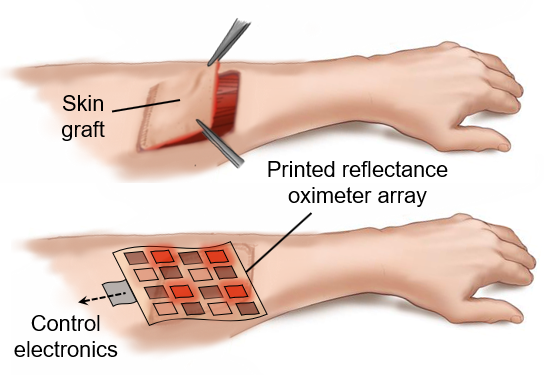 Skin
graft
Printed reflectance
oximeter array
Control
electronics